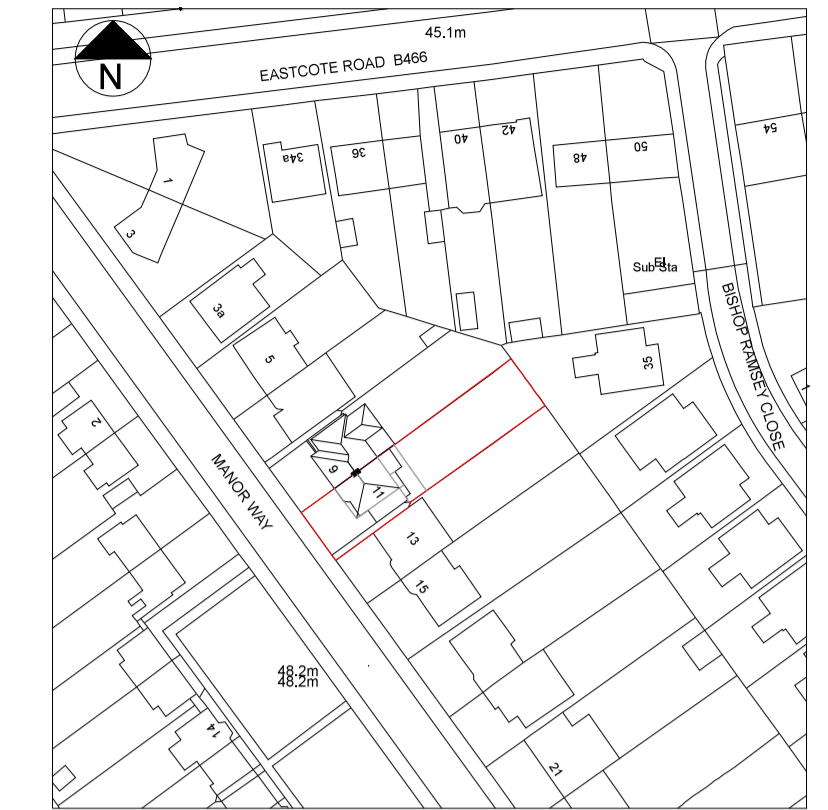 45.1m
EASTCOTE ROAD B466
N
34a
36
40
42
48
50
54
1
3
El
Sub Sta
3a
5
35
BISHOP RAMSEY CLOSE
1
2
9
11
MANOR WAY
13
15
48.2m
48.2m
14
21